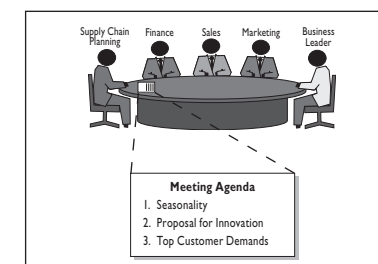 Supply Chain
Planning
Finance
Sales
Marketing
Business
Leader
Meeting Agenda
1. Seasonality
2. Proposal for Innovation
3. Top Customer Demands